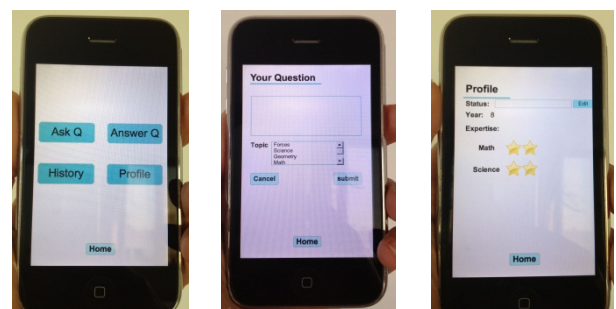 Ask Q Answer Q
History Profile
Home
Your Question
Topic Forces
Science
Geometry
Math
Cancel submit
Home
Profile
Status: Edit
Year: 8
Expertise:
Math
Science
Home